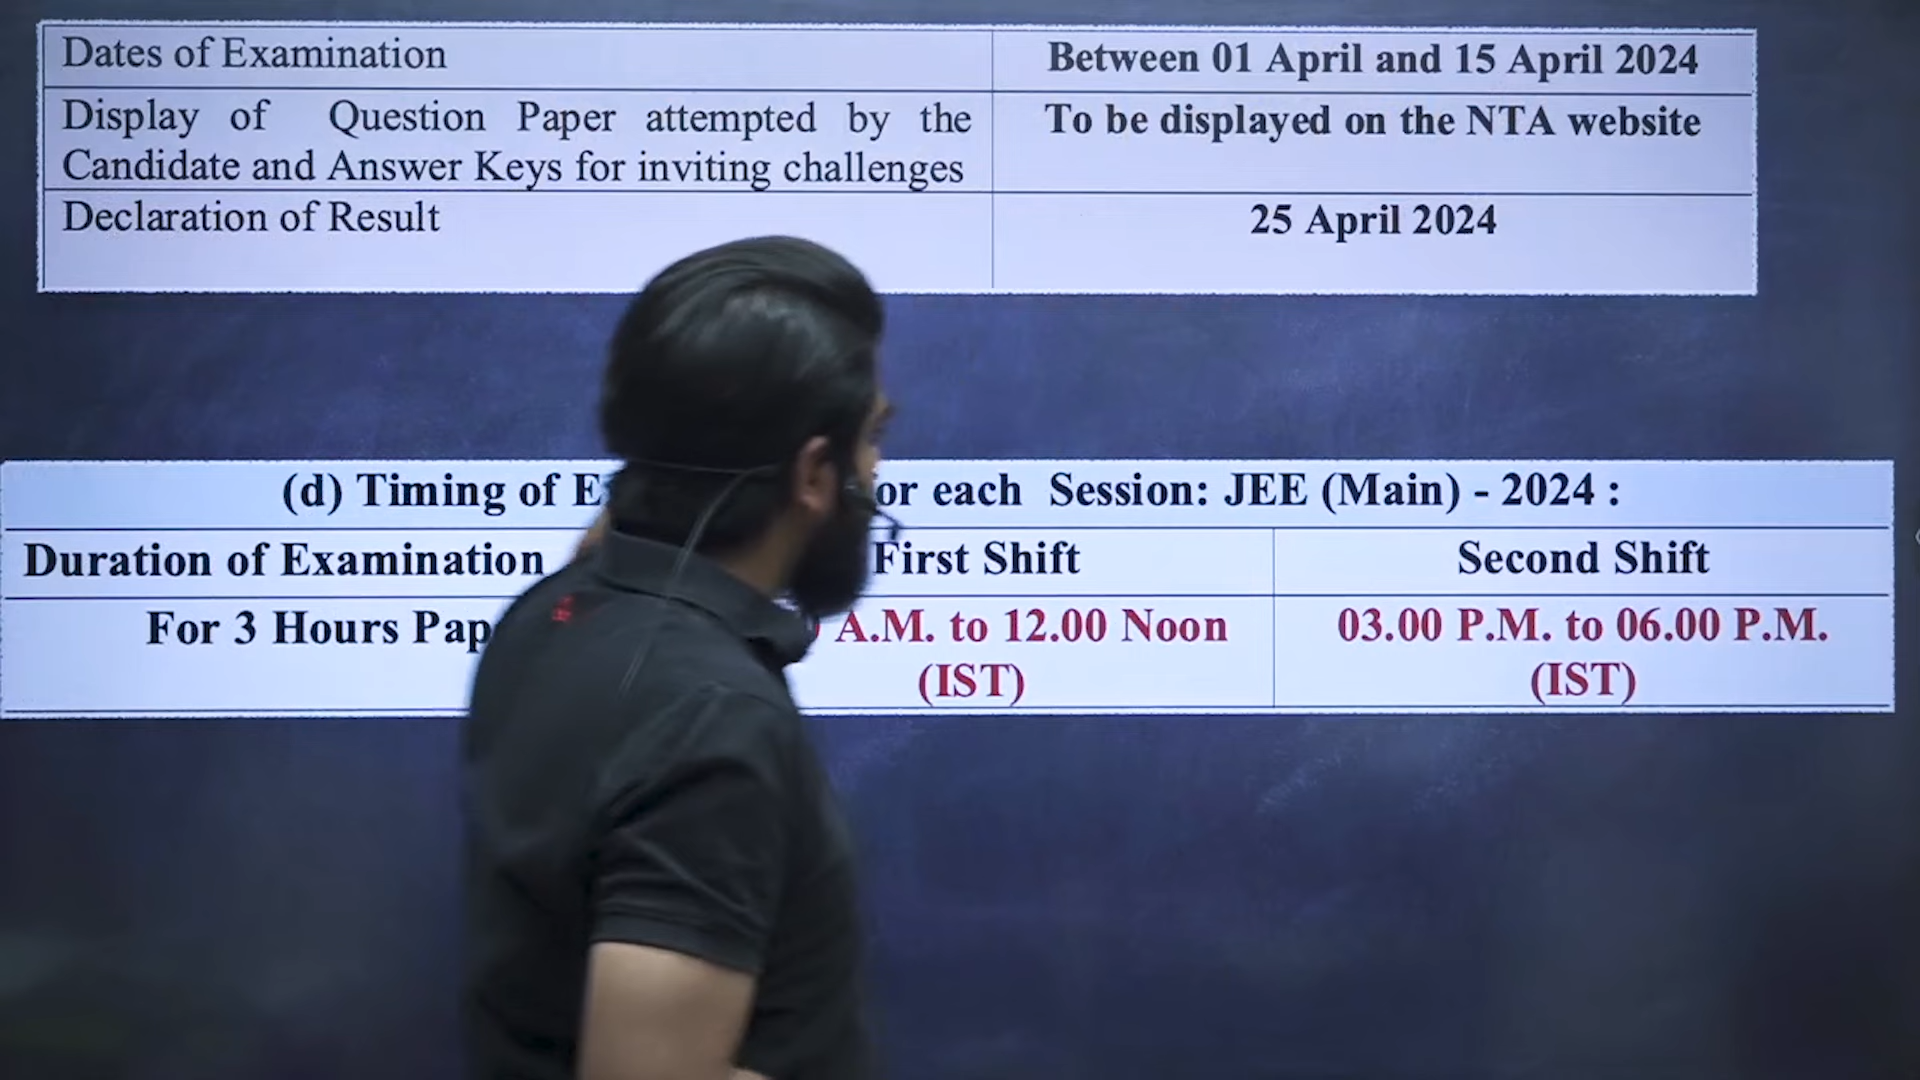 Dates of Examination
Between 01 April and 15 April 2024
Display of Question Paper attempted by the
Candidate and Answer Keys for inviting challenges
To be displayed on the NTA website
Declaration of Result
25 April 2024
(d) Timing of or each Session: JEE (Main) - 2024 :
Duration of Examination
First Shift
Second Shift
For 3 Hours
A.M. to 12.00 Noon
(IST)
03.00 P.M. to 06.00 P.M.
(IST)